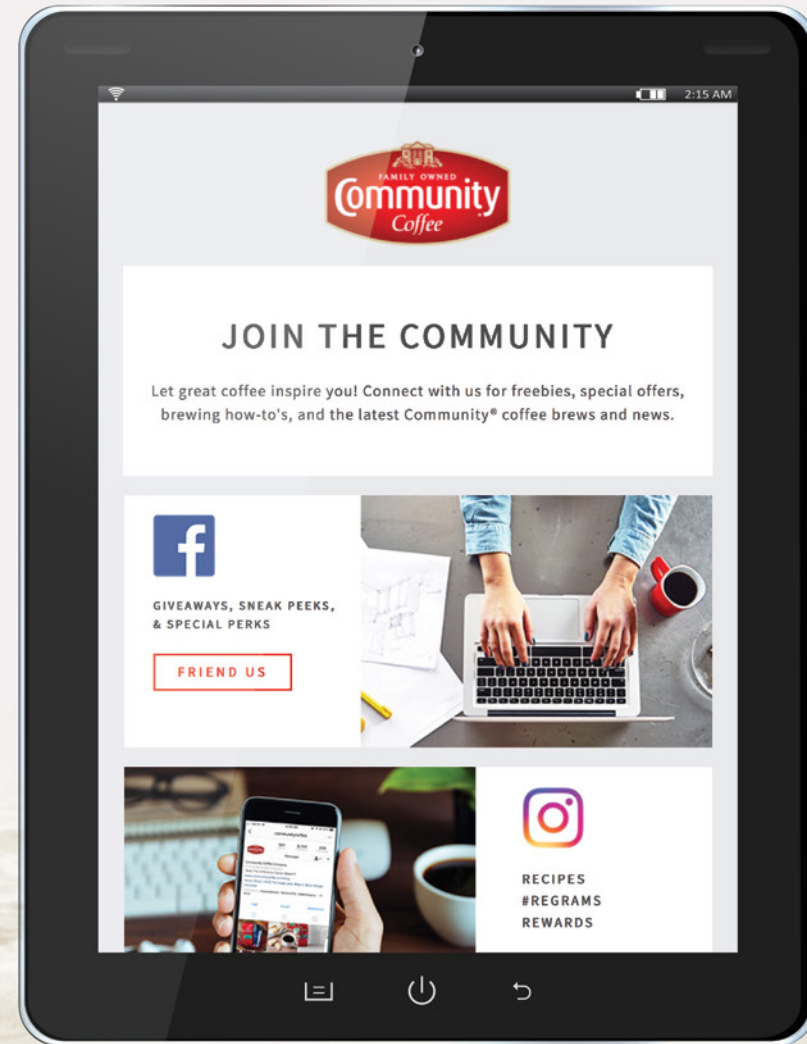 2:15 AM
FAMILY OWNED
Community
Coffee
JOIN THE COMMUNITY
Let great coffee inspire you! Connect with us for freebies, special offers,
brewing how-to's, and the latest Community® coffee brews and news.
f
GIVEAWAYS, SNEAK PEEKS,
& SPECIAL PERKS
FRIEND US
communitycoffee
Message
RECIPES
#REGRAMS
REWARDS